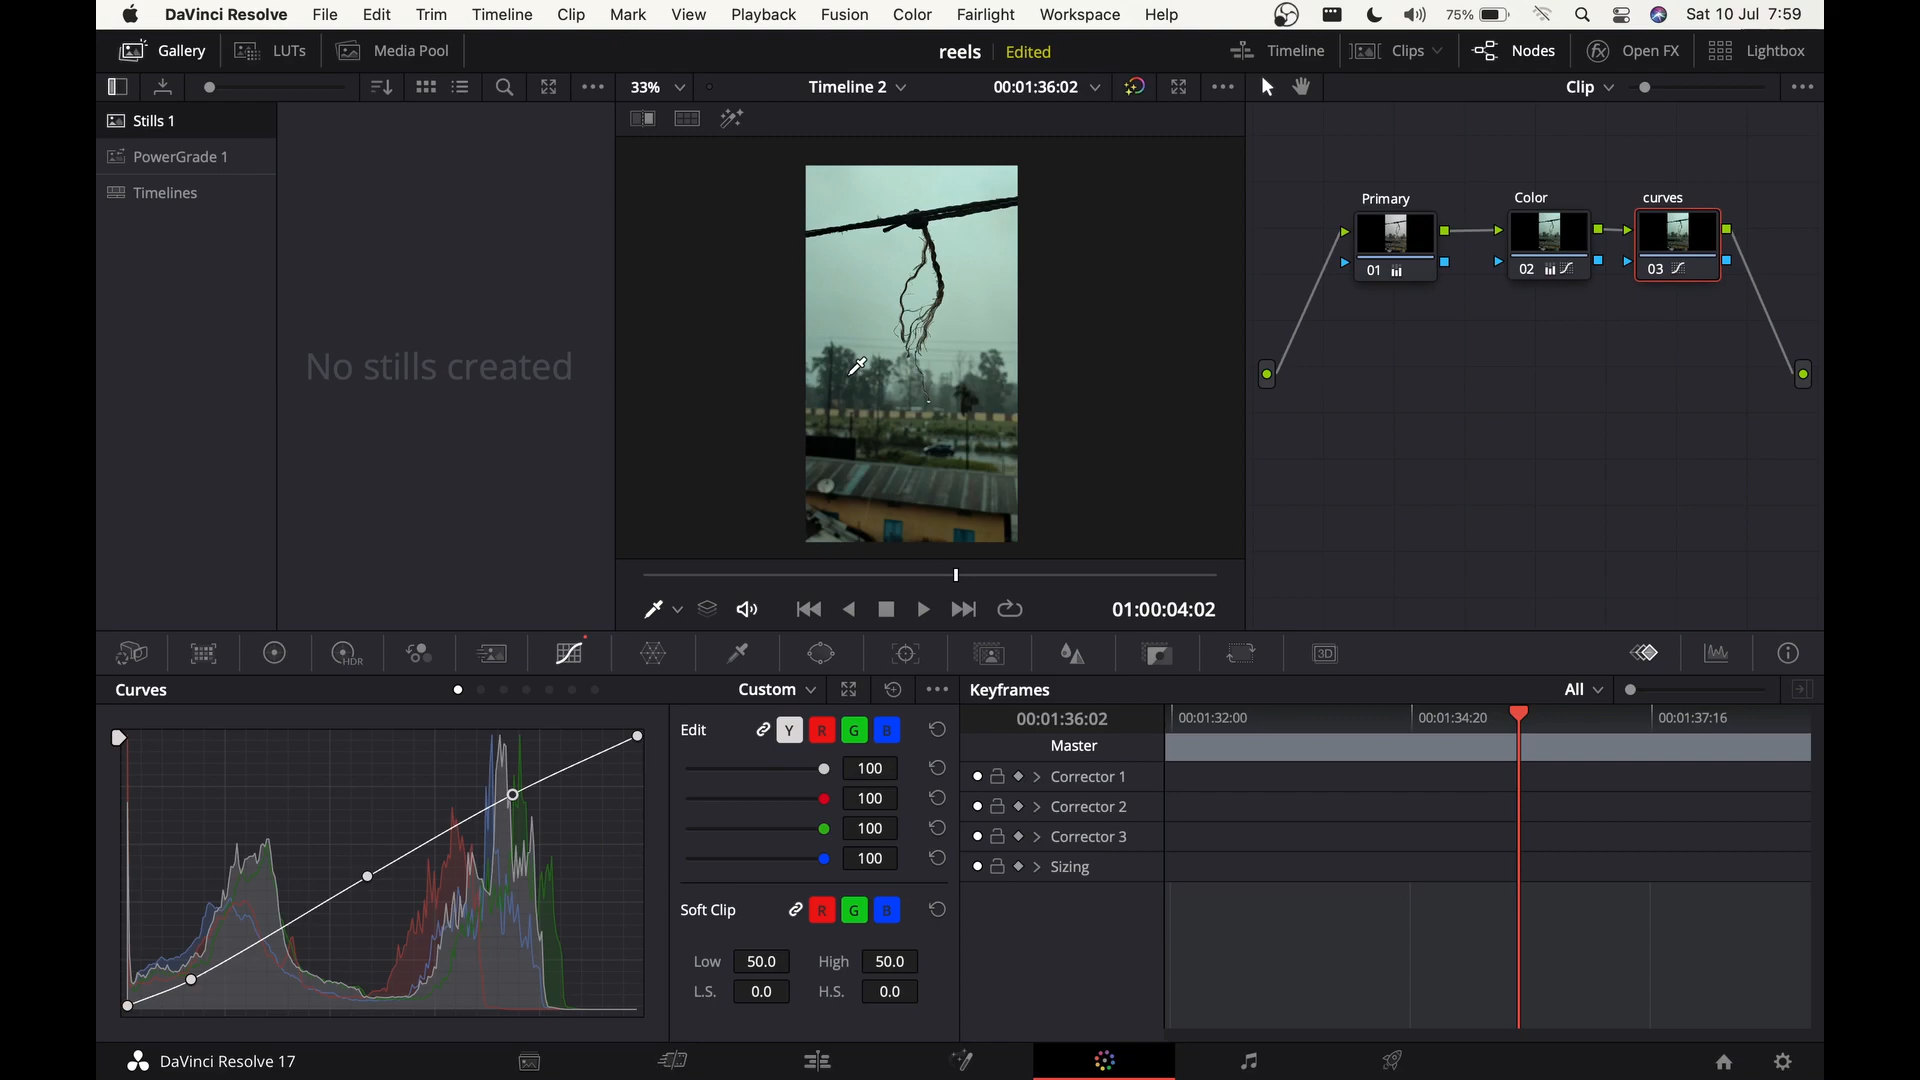 DaVinci Resolve File Edit Trim Timeline Clip Mark View Playback Fusion Color Fairlight Workspace Help 75% Sat 10 Jul 7:59
Gallery LUTs Media Pool reels Edited Timeline Clips Nodes Open FX Lightbox
33% Timeline 2 00:01:36:02 Clip
Stills 1
PowerGrade 1
Timelines
No stills created
Primary Color curves
01 02 03
01:00:04:02
HDR 3D
Curves Custom Keyframes All
Edit Y R G B
100
100
100
100
Soft Clip R G B
Low 50.0 High 50.0
L.S. 0.0 H.S. 0.0
00:01:36:02 00:01:32:00 00:01:34:20 00:01:37:16
Master
Corrector 1
Corrector 2
Corrector 3
Sizing
DaVinci Resolve 17